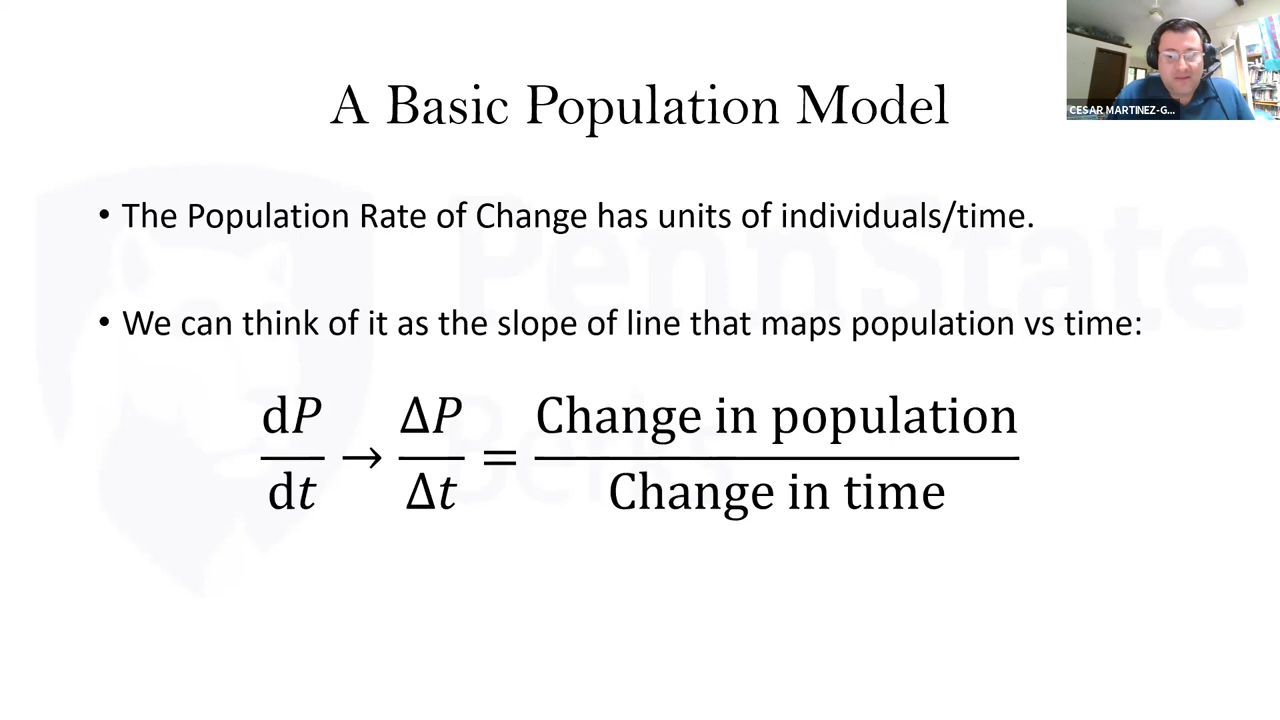 A Basic Population Model
CESAR MARTINEZ-G...
• The Population Rate of Change has units of individuals/time.
• We can think of it as the slope of line that maps population vs time:
dP/dt → ΔP/Δt = Change in population/Change in time
PennState
Berks